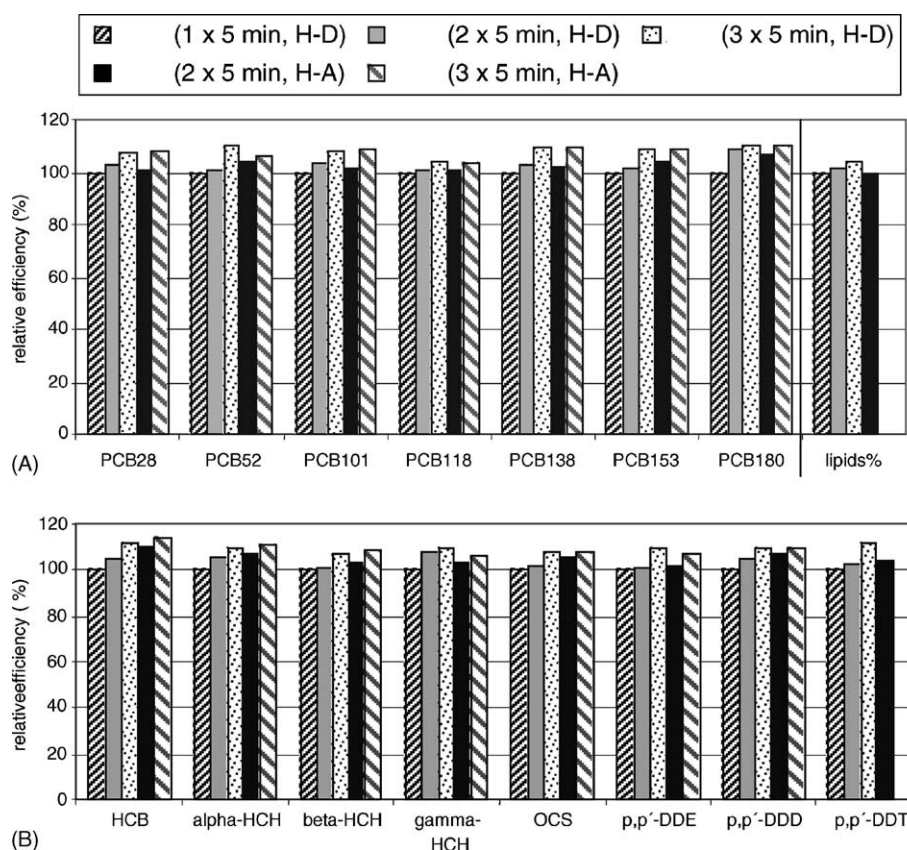 (1 x 5 min, H-D) (2 x 5 min, H-D) (3 x 5 min, H-D)
(2 x 5 min, H-A) (3 x 5 min, H-A)
relative efficiency (%)
120
100
80
60
40
20
0
(A)
PCB28 PCB52 PCB101 PCB118 PCB138 PCB153 PCB180 lipids%
relativeefficiency ( %)
120
100
80
60
40
20
0
(B)
HCB alpha-HCH beta-HCH gamma- OCS p,p′-DDE p,p′-DDD p,p′-DDT
HCH